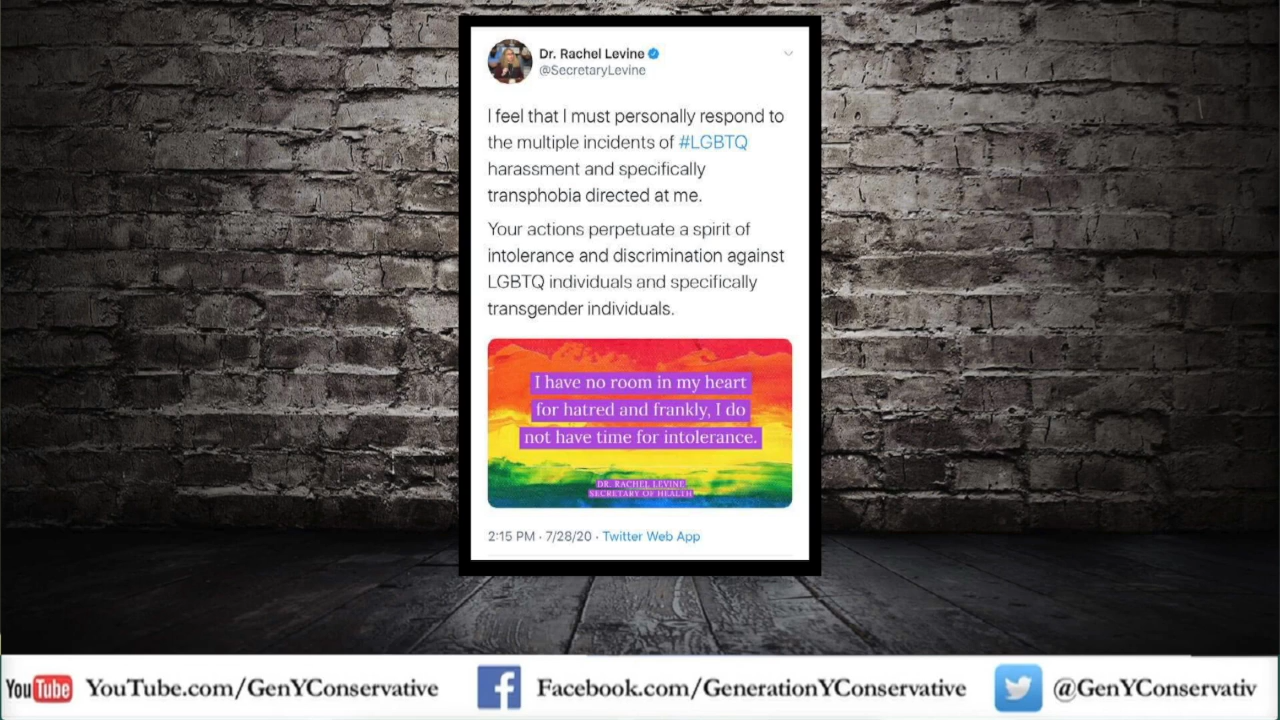 Dr. Rachel Levine
@SecretaryLevine
I feel that I must personally respond to
the multiple incidents of #LGBTQ
harassment and specifically
transphobia directed at me.
Your actions perpetuate a spirit of
intolerance and discrimination against
LGBTQ individuals and specifically
transgender individuals.
I have no room in my heart
for hatred and frankly, I do
not have time for intolerance.
DR. RACHEL LEVINE,
SECRETARY OF HEALTH
2:15 PM · 7/28/20 · Twitter Web App
YouTube YouTube.com/GenYConservative Facebook.com/GenerationYConservative @GenYConservativ